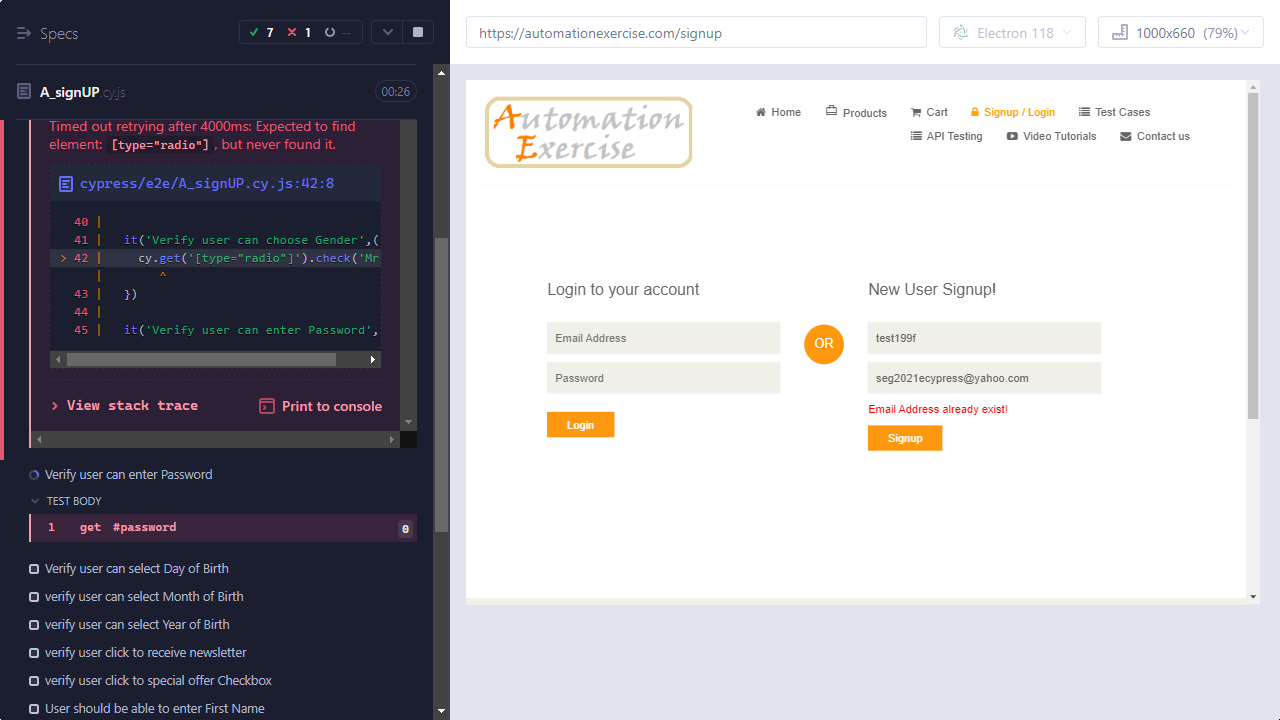 Specs
7
1
--
A_signUP.cy.js
00:26
Timed out retrying after 4000ms: Expected to find
element: [type="radio"], but never found it.
cypress/e2e/A_signUP.cy.js:42:8
40 |
41 | it('Verify user can choose Gender',(
> 42 | cy.get('[type="radio"]').check('Mr
| ^
43 | })
44 |
45 | it('Verify user can enter Password',
View stack trace
Print to console
Verify user can enter Password
TEST BODY
1 get #password 0
Verify user can select Day of Birth
verify user can select Month of Birth
verify user can select Year of Birth
verify user click to receive newsletter
verify user click to special offer Checkbox
User should be able to enter First Name
https://automationexercise.com/signup
Electron 118
1000x660 (79%)
Automation
Exercise
Home
Products
Cart
Signup / Login
Test Cases
API Testing
Video Tutorials
Contact us
Login to your account
Email Address
Password
Login
OR
New User Signup!
test199f
seg2021ecypress@yahoo.com
Email Address already exist!
Signup